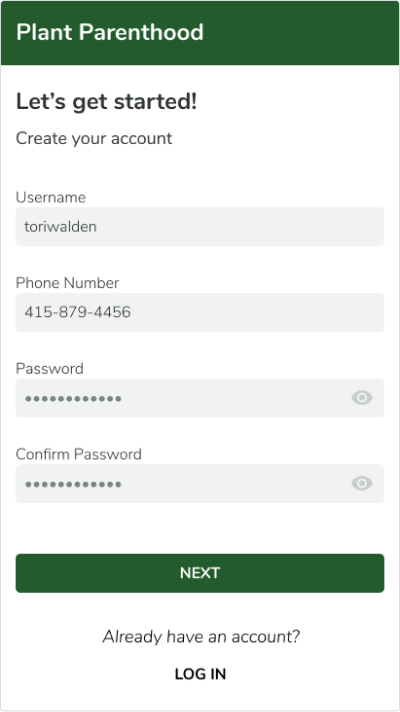 Plant Parenthood
Let’s get started!
Create your account
Username
toriwalden
Phone Number
415-879-4456
Password
••••••••••••
Confirm Password
••••••••••••
NEXT
Already have an account?
LOG IN